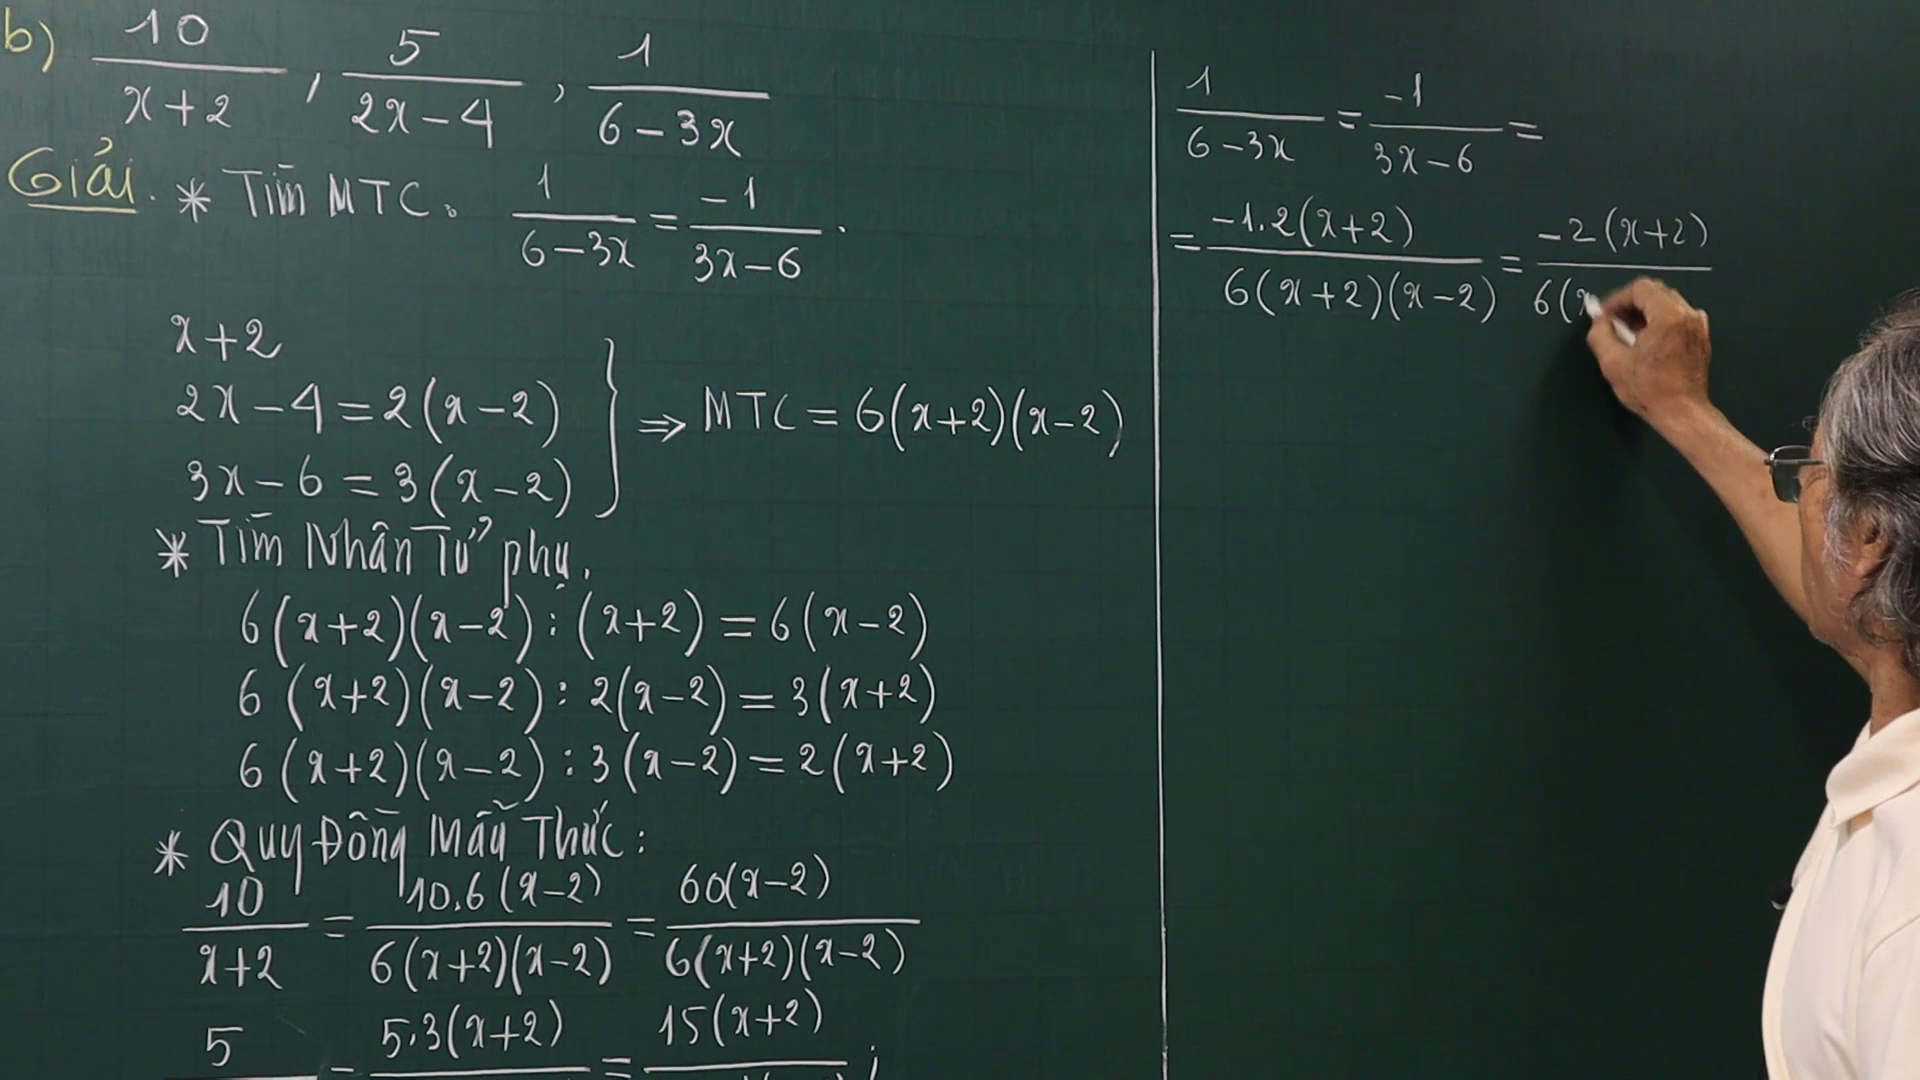 b) 10/(x+2) , 5/(2x-4) , 1/(6-3x)
Giải. * Tìm MTC. 1/(6-3x) = -1/(3x-6) .
x+2
2x-4 = 2(x-2)
3x-6 = 3(x-2)
} ⇒ MTC = 6(x+2)(x-2)
* Tìm Nhân Tử phụ.
6(x+2)(x-2) : (x+2) = 6(x-2)
6(x+2)(x-2) : 2(x-2) = 3(x+2)
6(x+2)(x-2) : 3(x-2) = 2(x+2)
* Quy Đồng Mẫu Thức:
10/(x+2) = 10.6(x-2)/6(x+2)(x-2) = 60(x-2)/6(x+2)(x-2)
5 = 5.3(x+2) = 15(x+2) ;
1/(6-3x) = -1/(3x-6) =
= -1.2(x+2)/6(x+2)(x-2) = -2(x+2)/6(x